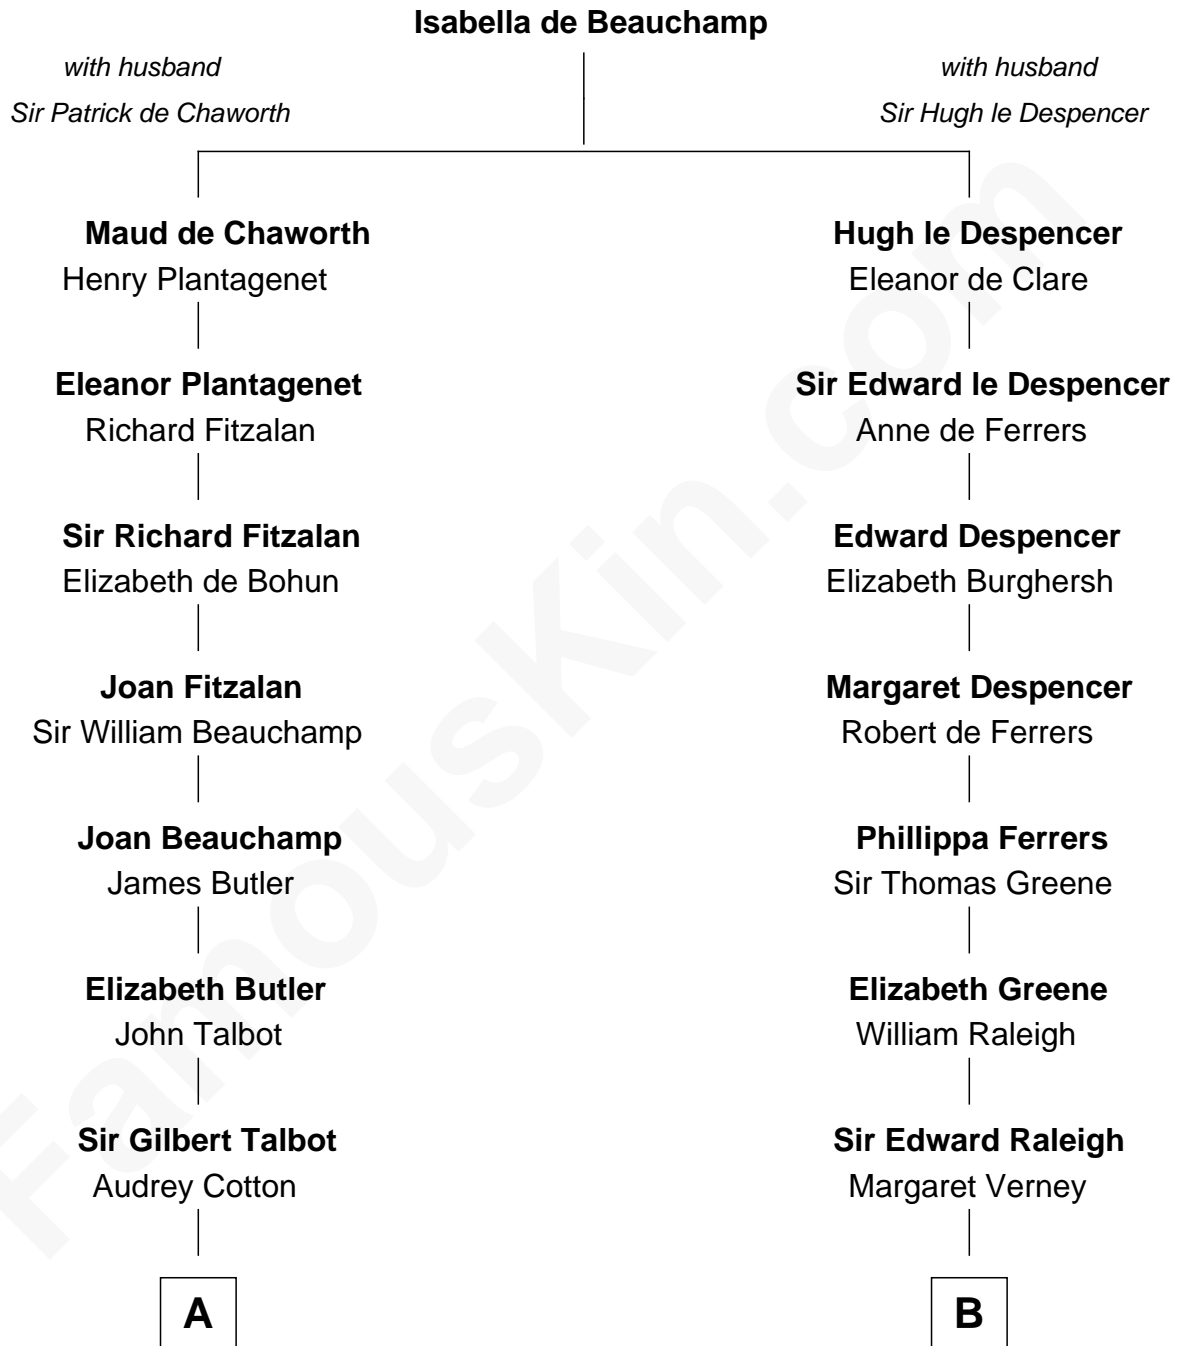 Isabella de Beauchamp
with husband
Sir Patrick de Chaworth
with husband
Sir Hugh le Despencer
Maud de Chaworth
Henry Plantagenet
Eleanor Plantagenet
Richard Fitzalan
Sir Richard Fitzalan
Elizabeth de Bohun
Joan Fitzalan
Sir William Beauchamp
Joan Beauchamp
James Butler
Elizabeth Butler
John Talbot
Sir Gilbert Talbot
Audrey Cotton
A
Hugh le Despencer
Eleanor de Clare
Sir Edward le Despencer
Anne de Ferrers
Edward Despencer
Elizabeth Burghersh
Margaret Despencer
Robert de Ferrers
Phillippa Ferrers
Sir Thomas Greene
Elizabeth Greene
William Raleigh
Sir Edward Raleigh
Margaret Verney
B
FamousKin.com